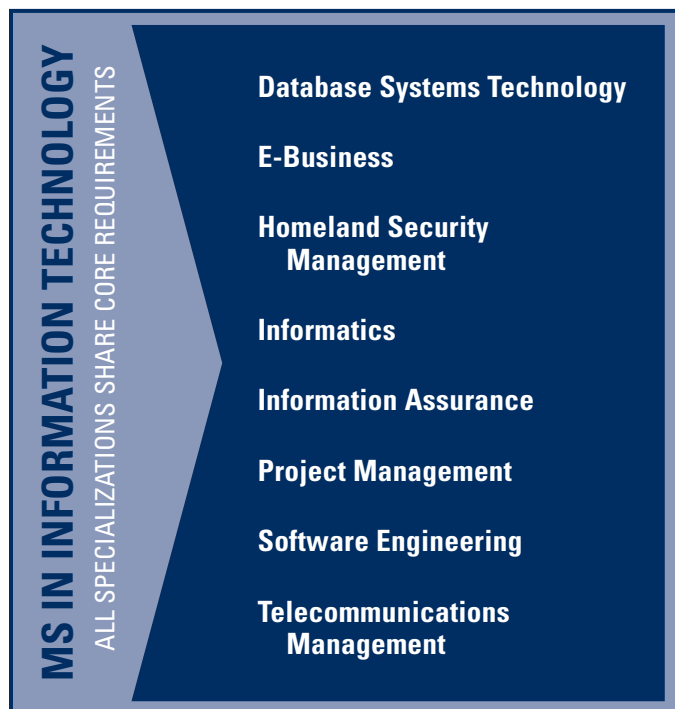 MS IN INFORMATION TECHNOLOGY
ALL SPECIALIZATIONS SHARE CORE REQUIREMENTS
Database Systems Technology
E-Business
Homeland Security
Management
Informatics
Information Assurance
Project Management
Software Engineering
Telecommunications
Management